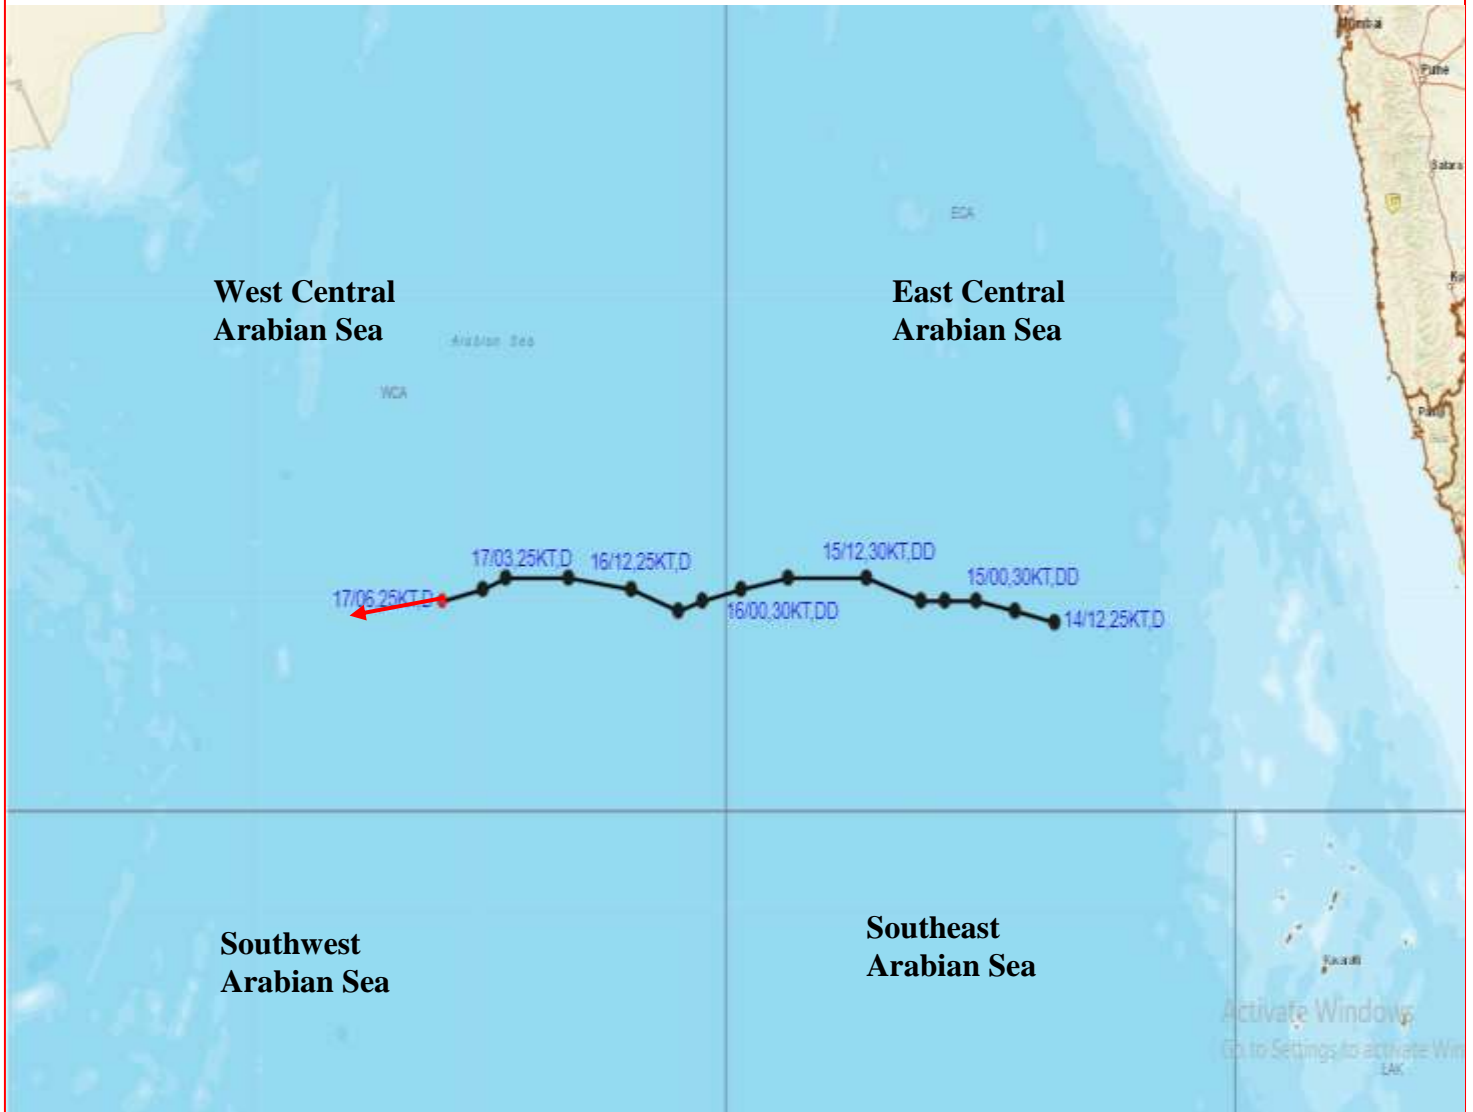 Mumbai
Pune
Satara
ECA
West Central
Arabian Sea
East Central
Arabian Sea
Arabian Sea
WCA
17/03,25KT,D
16/12,25KT,D
15/12,30KT,DD
15/00,30KT,DD
17/06,25KT,D
16/00,30KT,DD
14/12,25KT,D
Southwest
Arabian Sea
Southeast
Arabian Sea
Kavaratti
Activate Windows
Go to Settings to activate Win
LAK